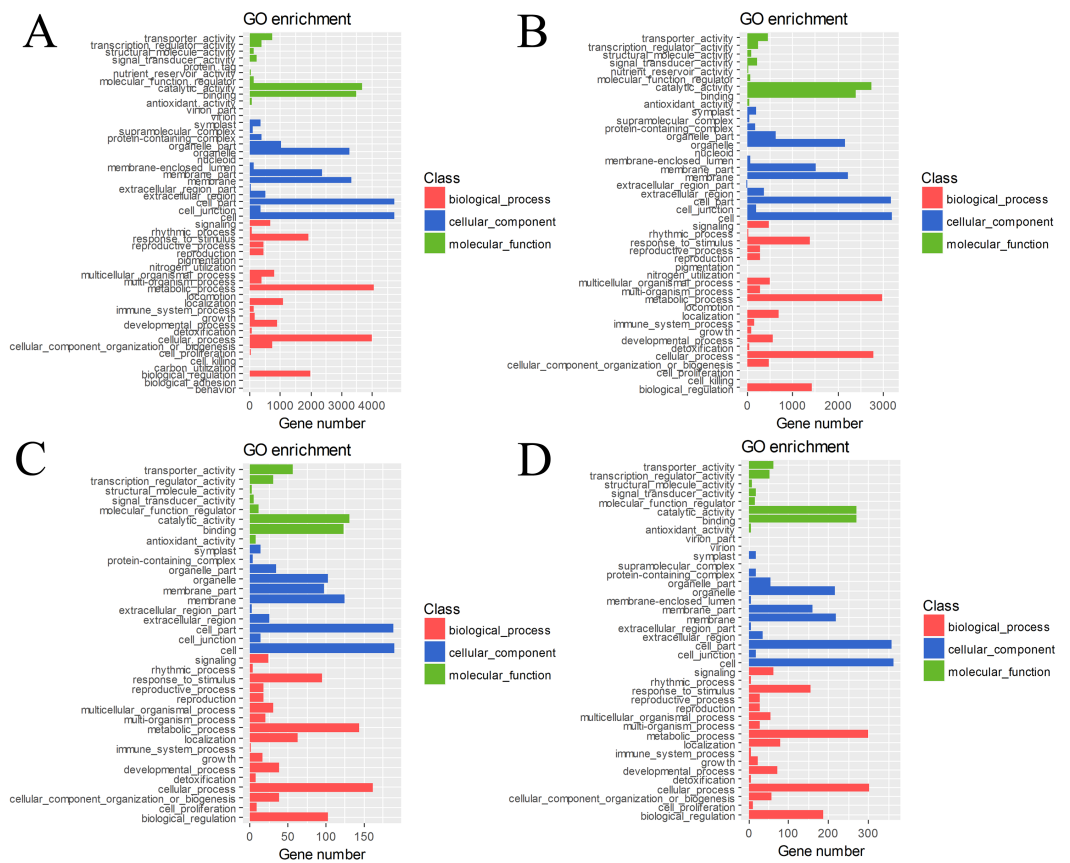 A
GO enrichment
transporter_activity
transcription_regulator_activity
structural_molecule_activity
signal_transducer_activity
protein_tag
nutrient_reservoir_activity
molecular_function_regulator
catalytic_activity
binding
antioxidant_activity
virion_part
virion
symplast
supramolecular_complex
protein-containing_complex
organelle_part
organelle
nucleoid
membrane-enclosed_lumen
membrane_part
membrane
extracellular_region_part
extracellular_region
cell_part
cell_junction
cell
signaling
rhythmic_process
response_to_stimulus
reproductive_process
reproduction
pigmentation
nitrogen_utilization
multicellular_organismal_process
multi-organism_process
metabolic_process
locomotion
localization
immune_system_process
growth
developmental_process
detoxification
cellular_process
cellular_component_organization_or_biogenesis
cell_proliferation
cell_killing
carbon_utilization
biological_regulation
biological_adhesion
behavior
0 1000 2000 3000 4000
Gene number
Class
biological_process
cellular_component
molecular_function
B
GO enrichment
transporter_activity
transcription_regulator_activity
structural_molecule_activity
signal_transducer_activity
nutrient_reservoir_activity
molecular_function_regulator
catalytic_activity
binding
antioxidant_activity
symplast
supramolecular_complex
protein-containing_complex
organelle_part
organelle
nucleoid
membrane-enclosed_lumen
membrane_part
membrane
extracellular_region_part
extracellular_region
cell_part
cell_junction
cell
signaling
rhythmic_process
response_to_stimulus
reproductive_process
reproduction
pigmentation
nitrogen_utilization
multicellular_organismal_process
multi-organism_process
metabolic_process
locomotion
localization
immune_system_process
growth
developmental_process
detoxification
cellular_process
cellular_component_organization_or_biogenesis
cell_proliferation
cell_killing
biological_regulation
0 1000 2000 3000
Gene number
Class
biological_process
cellular_component
molecular_function
C
GO enrichment
transporter_activity
transcription_regulator_activity
structural_molecule_activity
signal_transducer_activity
molecular_function_regulator
catalytic_activity
binding
antioxidant_activity
symplast
protein-containing_complex
organelle_part
organelle
membrane_part
membrane
extracellular_region_part
extracellular_region
cell_part
cell_junction
cell
signaling
rhythmic_process
response_to_stimulus
reproductive_process
reproduction
multicellular_organismal_process
multi-organism_process
metabolic_process
localization
immune_system_process
growth
developmental_process
detoxification
cellular_process
cellular_component_organization_or_biogenesis
cell_proliferation
biological_regulation
0 50 100 150
Gene number
Class
biological_process
cellular_component
molecular_function
D
GO enrichment
transporter_activity
transcription_regulator_activity
structural_molecule_activity
signal_transducer_activity
molecular_function_regulator
catalytic_activity
binding
antioxidant_activity
virion_part
virion
symplast
supramolecular_complex
protein-containing_complex
organelle_part
organelle
membrane-enclosed_lumen
membrane_part
membrane
extracellular_region_part
extracellular_region
cell_part
cell_junction
cell
signaling
rhythmic_process
response_to_stimulus
reproductive_process
reproduction
multicellular_organismal_process
multi-organism_process
metabolic_process
localization
immune_system_process
growth
developmental_process
detoxification
cellular_process
cellular_component_organization_or_biogenesis
cell_proliferation
biological_regulation
0 100 200 300
Gene number
Class
biological_process
cellular_component
molecular_function